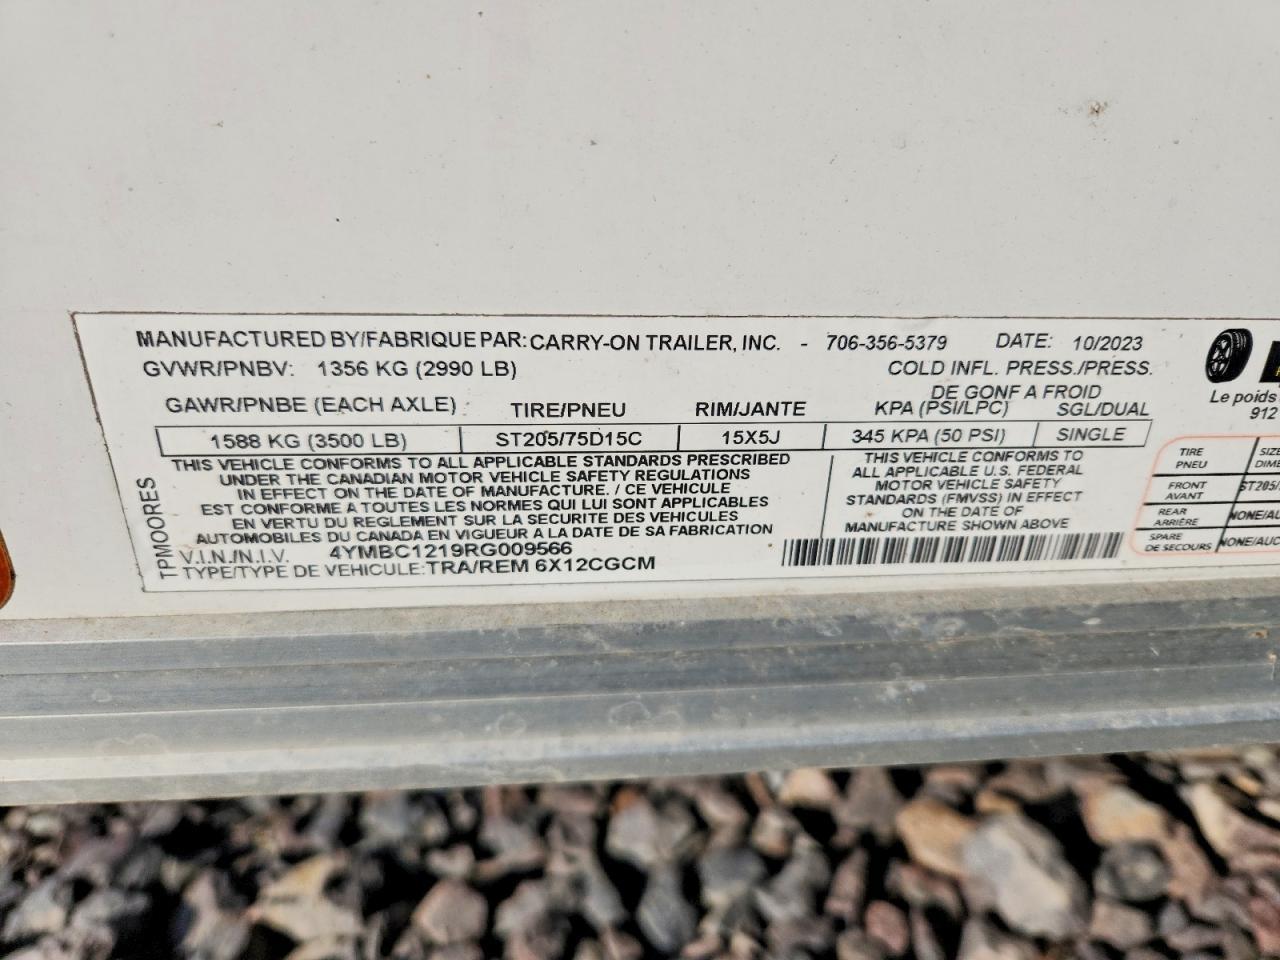 MANUFACTURED BY/FABRIQUE PAR: CARRY-ON TRAILER, INC. - 706-356-5379 DATE: 10/2023
GVWR/PNBV: 1356 KG (2990 LB) COLD INFL. PRESS./PRESS.
DE GONF A FROID
GAWR/PNBE (EACH AXLE) TIRE/PNEU RIM/JANTE KPA (PSI/LPC) SGL/DUAL
1588 KG (3500 LB) ST205/75D15C 15X5J 345 KPA (50 PSI) SINGLE
THIS VEHICLE CONFORMS TO ALL APPLICABLE STANDARDS PRESCRIBED
UNDER THE CANADIAN MOTOR VEHICLE SAFETY REGULATIONS
IN EFFECT ON THE DATE OF MANUFACTURE. / CE VEHICULE
EST CONFORME A TOUTES LES NORMES QUI LUI SONT APPLICABLES
EN VERTU DU REGLEMENT SUR LA SECURITE DES VEHICULES
AUTOMOBILES DU CANADA EN VIGUEUR A LA DATE DE SA FABRICATION
THIS VEHICLE CONFORMS TO
ALL APPLICABLE U.S. FEDERAL
MOTOR VEHICLE SAFETY
STANDARDS (FMVSS) IN EFFECT
ON THE DATE OF
MANUFACTURE SHOWN ABOVE
V.I.N./N.I.V. 4YMBC1219RG009566
TYPE/TYPE DE VEHICULE: TRA/REM 6X12CGCM
TPMOORES
Le poids
912
TIRE
PNEU
SIZE
FRONT
AVANT
ST205/
REAR
ARRIÈRE
NONE/AUC
SPARE
DE SECOURS
NONE/AUC